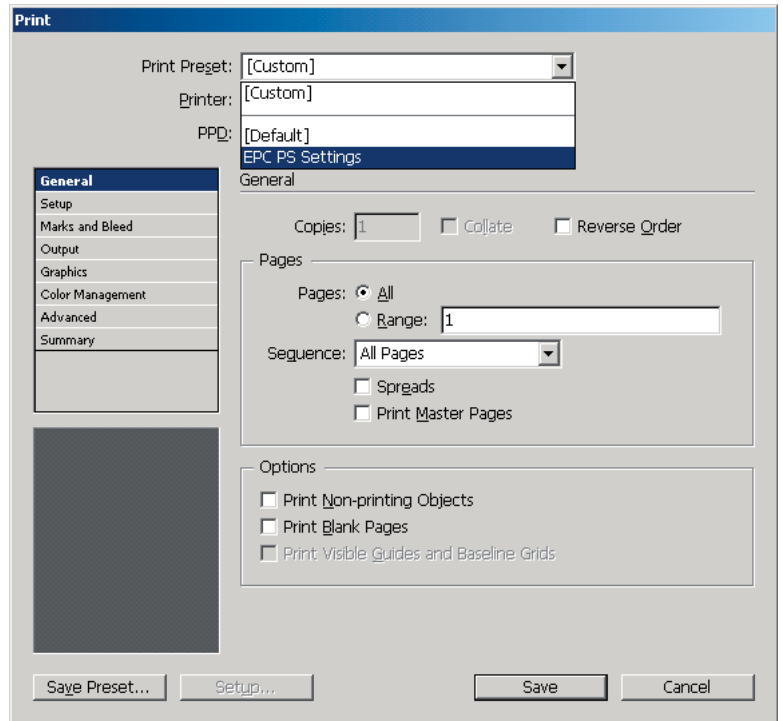 Print
Print Preset: [Custom]
Printer: [Custom]
PPD: [Default]
EPC PS Settings
General
Setup
Marks and Bleed
Output
Graphics
Color Management
Advanced
Summary
General
Copies: 1 Collate Reverse Order
Pages
Pages: All
Range: 1
Sequence: All Pages
Spreads
Print Master Pages
Options
Print Non-printing Objects
Print Blank Pages
Print Visible Guides and Baseline Grids
Save Preset... Setup... Save Cancel